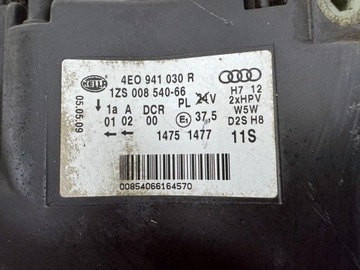 HELLA
4E0 941 030 R
1ZS 008 540-66
05.05.09
1a A DCR PL 24V
01 02 00 E1 37,5
1475 1477
H7 12
2xHPV
W5W
D2S H8
11S
00854066164570